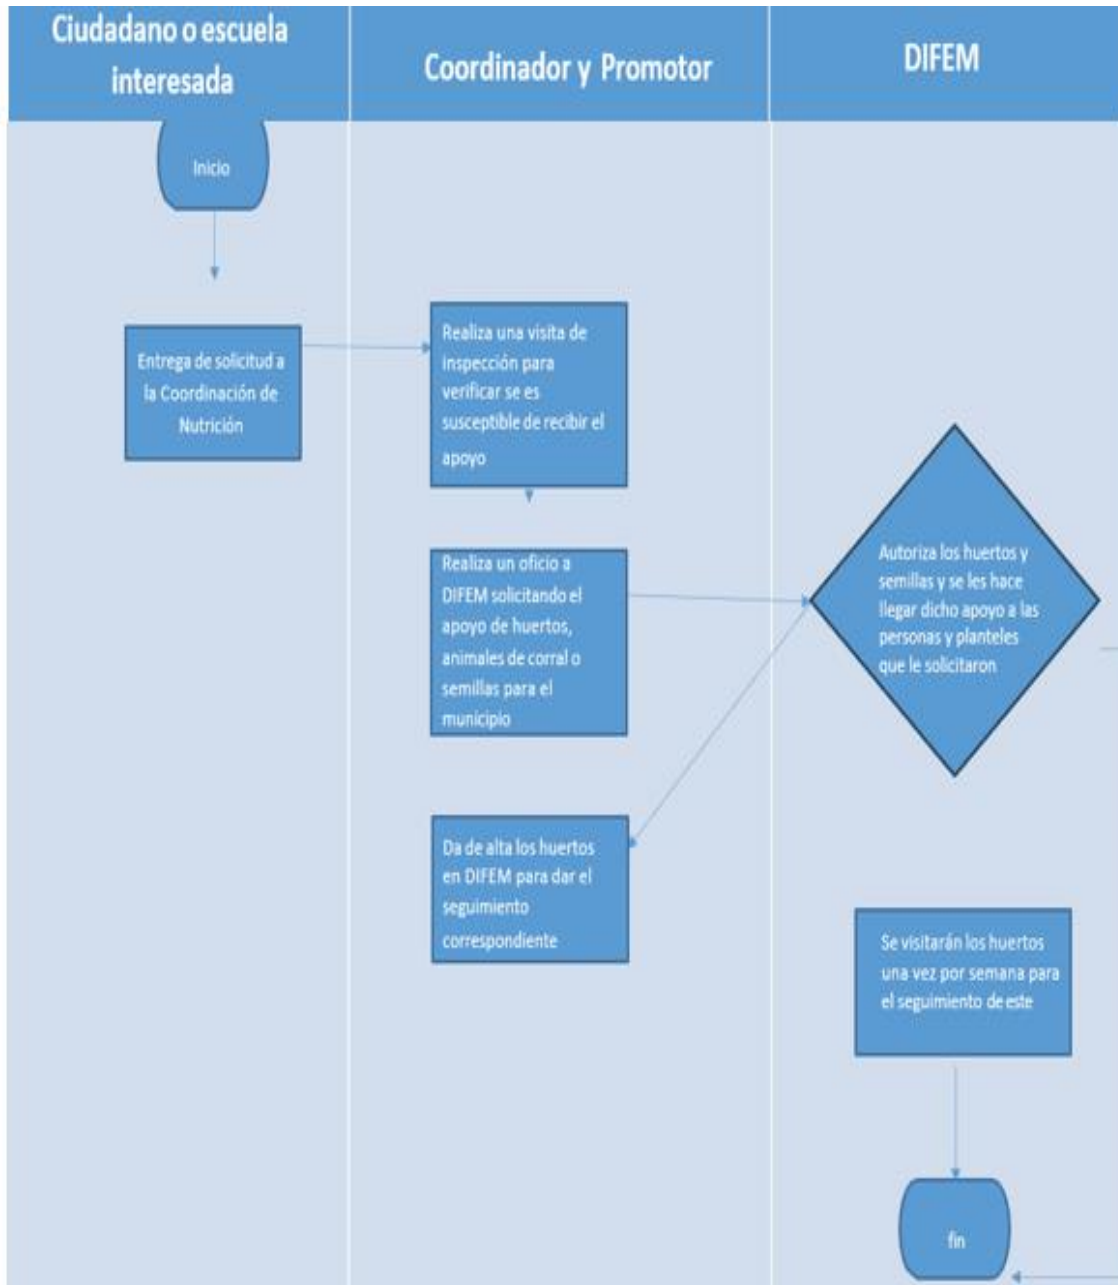 Ciudadano o escuela
interesada
Coordinador y Promotor
DIFEM
Inicio
Entrega de solicitud a
la Coordinación de
Nutrición
Realiza una visita de
inspección para
verificar se es
susceptible de recibir el
apoyo
Realiza un oficio a
DIFEM solicitando el
apoyo de huertos,
animales de corral o
semillas para el
municipio
Autoriza los huertos y
semillas y se les hace
llegar dicho apoyo a las
personas y planteles
que le solicitaron
Da de alta los huertos
en DIFEM para dar el
seguimiento
correspondiente
Se visitarán los huertos
una vez por semana para
el seguimiento de este
fin